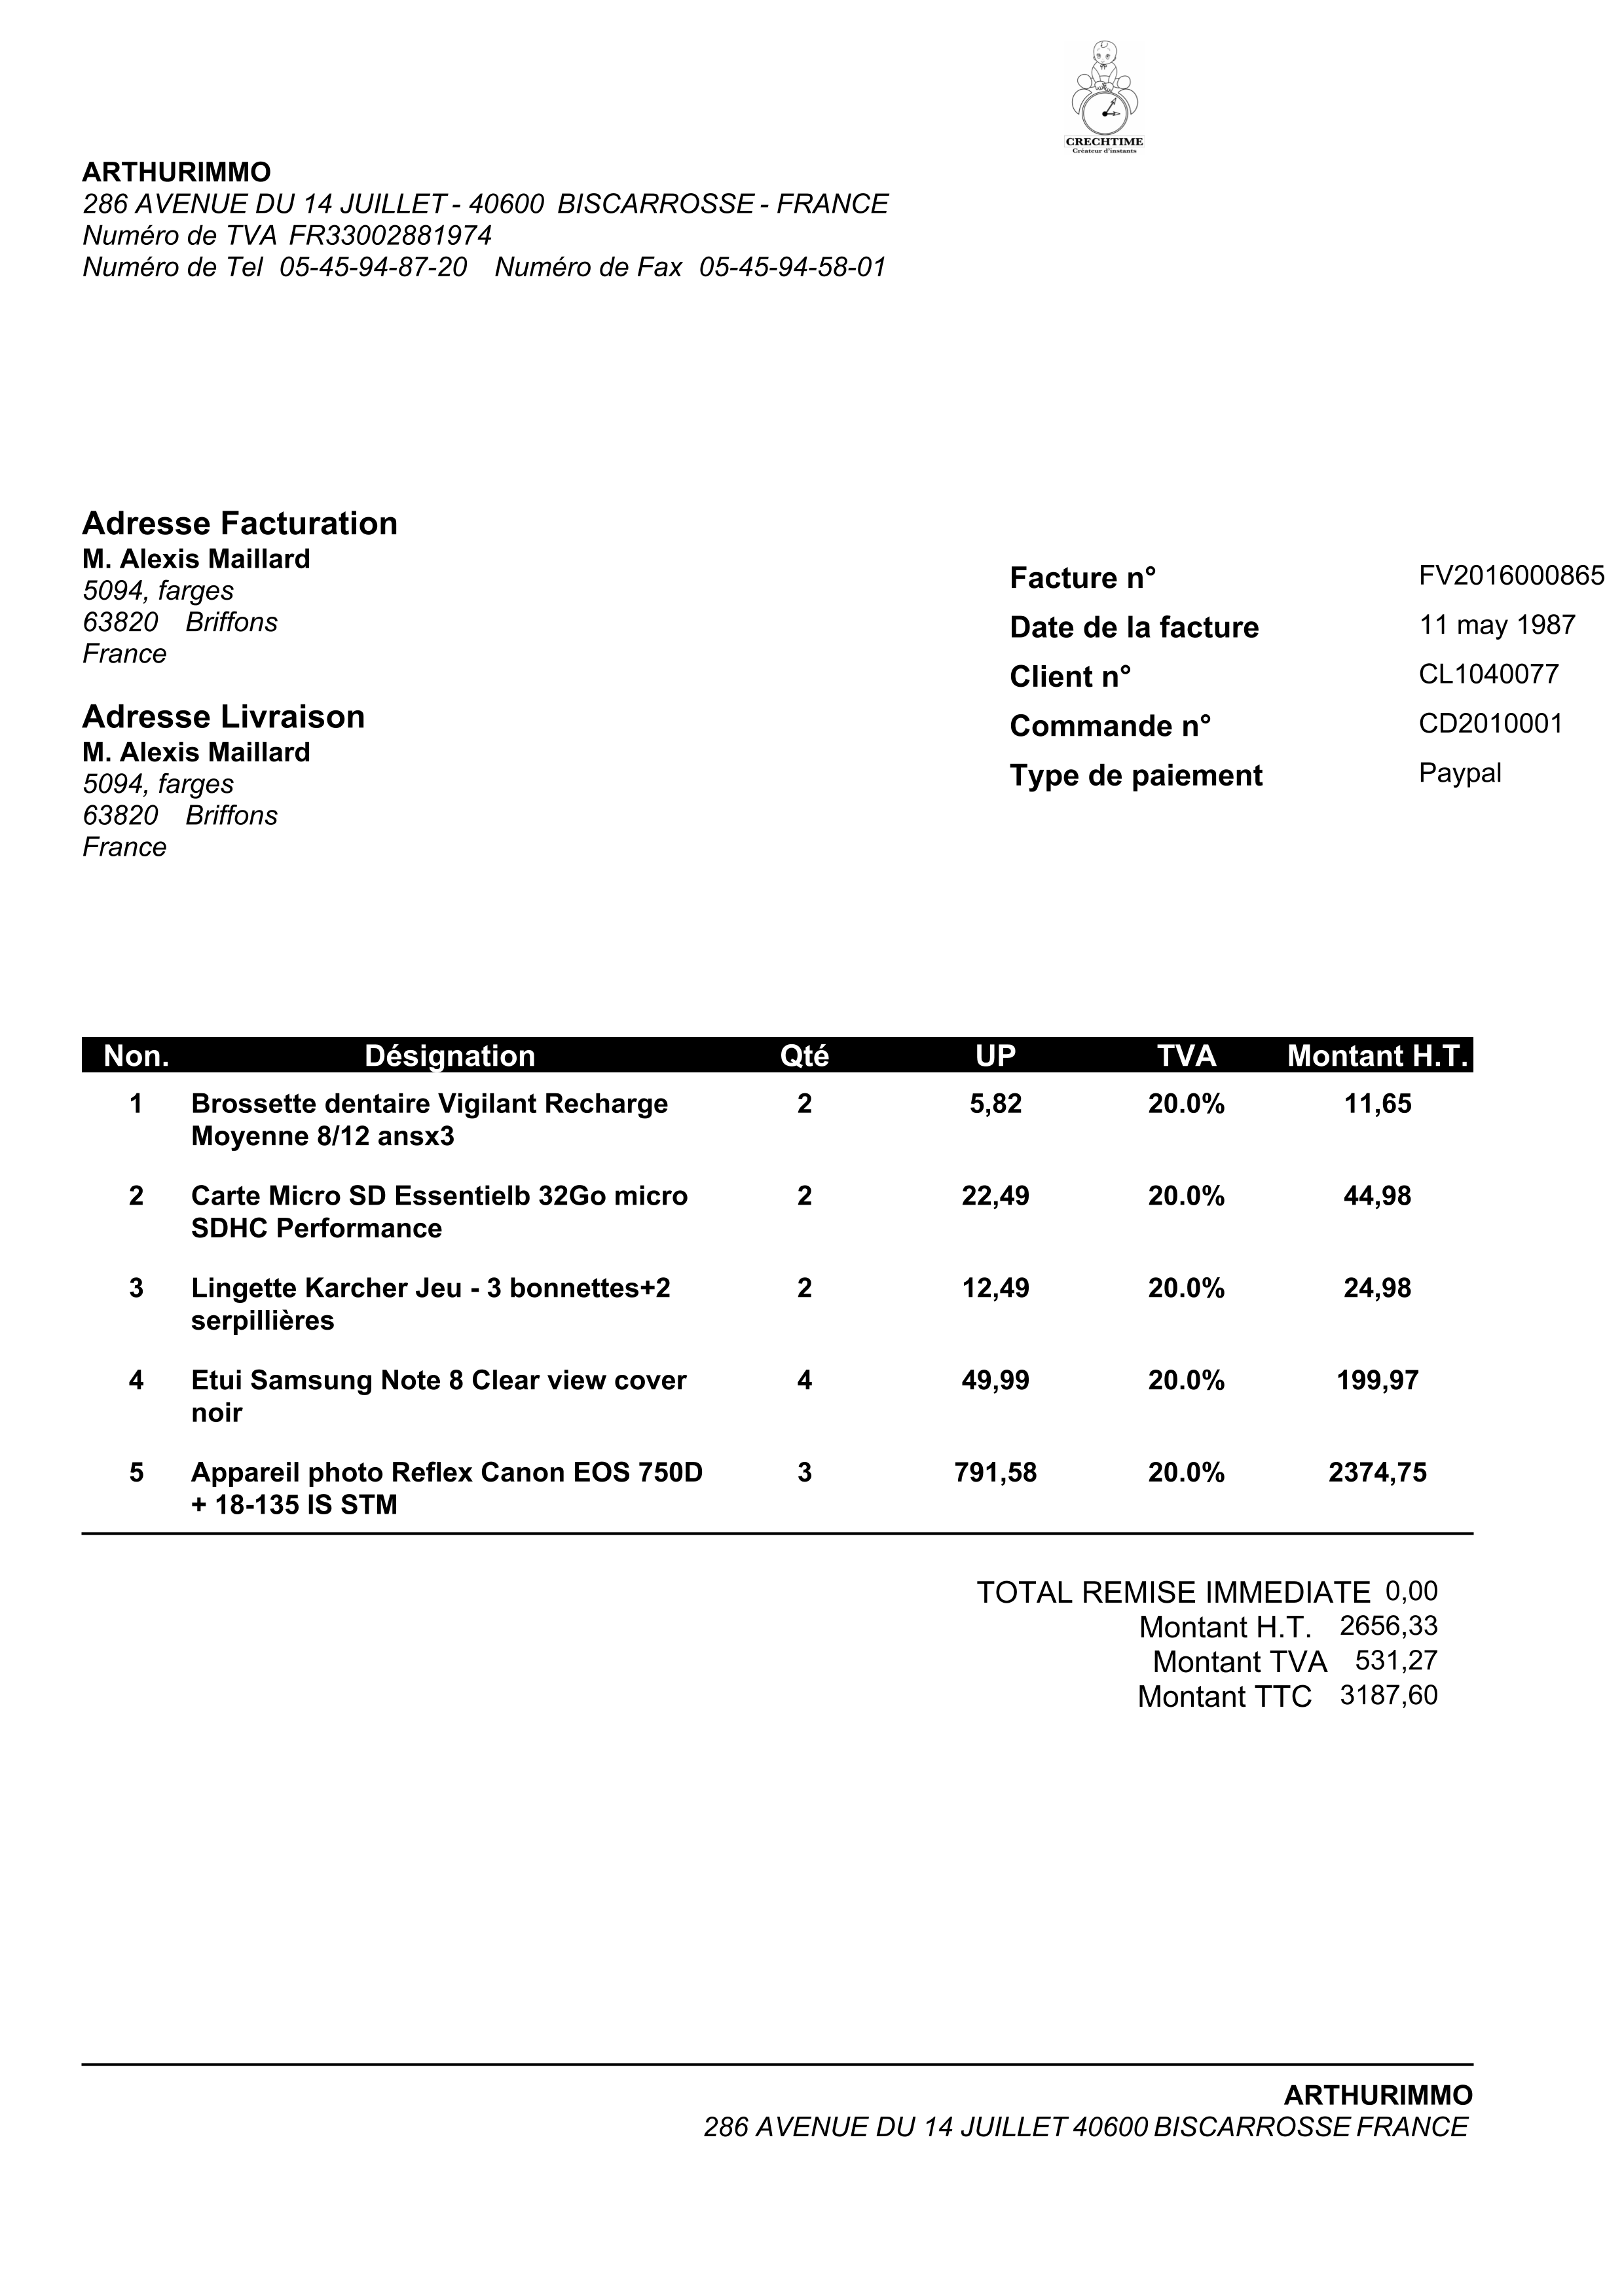 CRECHTIME
Créateur d'instants
ARTHURIMMO
286 AVENUE DU 14 JUILLET - 40600 BISCARROSSE - FRANCE
Numéro de TVA FR33002881974
Numéro de Tel 05-45-94-87-20 Numéro de Fax 05-45-94-58-01
Adresse Facturation
M. Alexis Maillard
5094, farges
63820 Briffons
France
Adresse Livraison
M. Alexis Maillard
5094, farges
63820 Briffons
France
Facture n° FV2016000865
Date de la facture 11 may 1987
Client n° CL1040077
Commande n° CD2010001
Type de paiement Paypal
Non. Désignation Qté UP TVA Montant H.T.
1 Brossette dentaire Vigilant Recharge 2 5,82 20.0% 11,65
Moyenne 8/12 ansx3
2 Carte Micro SD Essentielb 32Go micro 2 22,49 20.0% 44,98
SDHC Performance
3 Lingette Karcher Jeu - 3 bonnettes+2 2 12,49 20.0% 24,98
serpillières
4 Etui Samsung Note 8 Clear view cover 4 49,99 20.0% 199,97
noir
5 Appareil photo Reflex Canon EOS 750D 3 791,58 20.0% 2374,75
+ 18-135 IS STM
TOTAL REMISE IMMEDIATE 0,00
Montant H.T. 2656,33
Montant TVA 531,27
Montant TTC 3187,60
ARTHURIMMO
286 AVENUE DU 14 JUILLET 40600 BISCARROSSE FRANCE